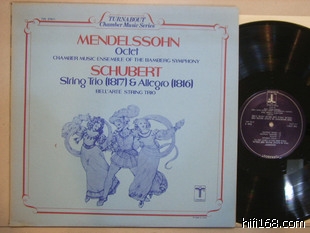 TURNABOUT
Chamber Music Series
MENDELSSOHN
Octet
CHAMBER MUSIC ENSEMBLE OF THE BAMBERG SYMPHONY
SCHUBERT
String Trio (1817) & Allegro (1816)
BELL'ARTE STRING TRIO
T
hifi168.com